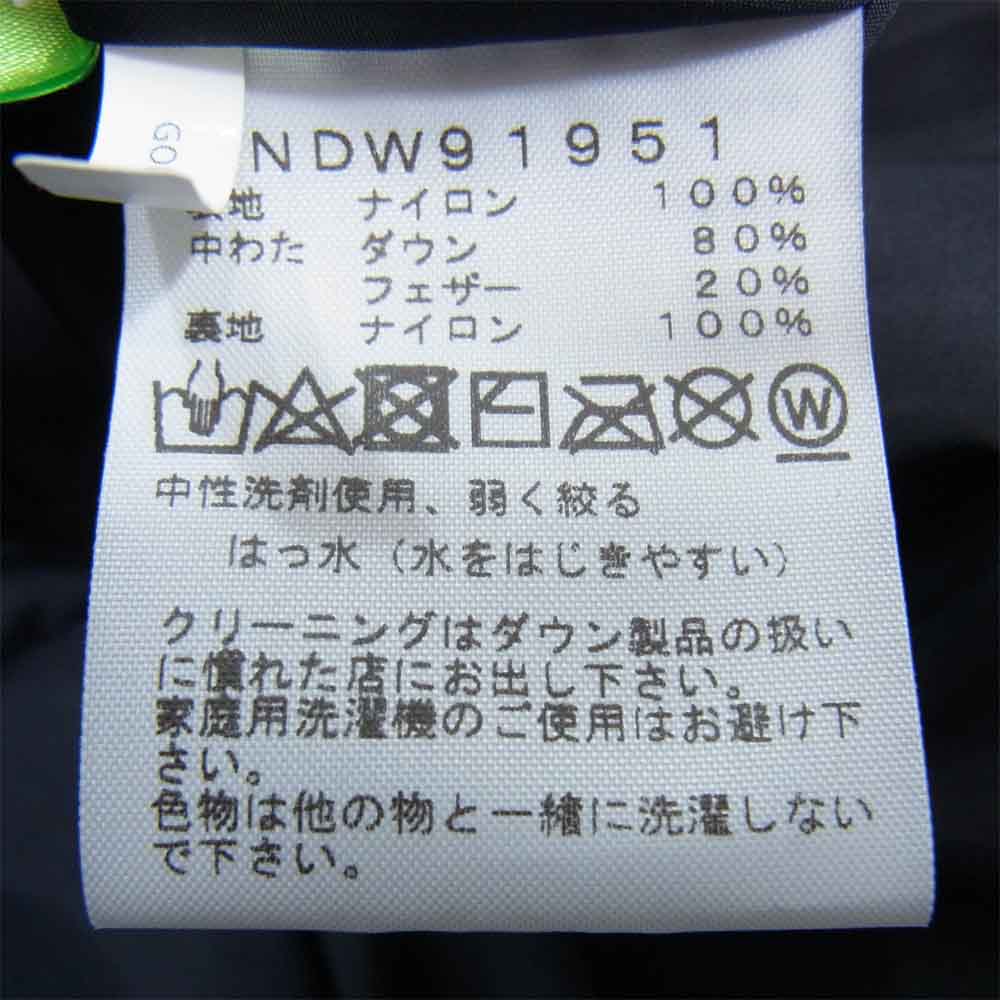 GO
NDW91951
地 ナイロン 100%
中わた ダウン 80%
フェザー 20%
裏地 ナイロン 100%
W
中性洗剤使用、弱く絞る
はっ水（水をはじきやすい）
クリーニングはダウン製品の扱い
に慣れた店にお出し下さい。
家庭用洗濯機のご使用はお避け下
さい。
色物は他の物と一緒に洗濯しない
で下さい。